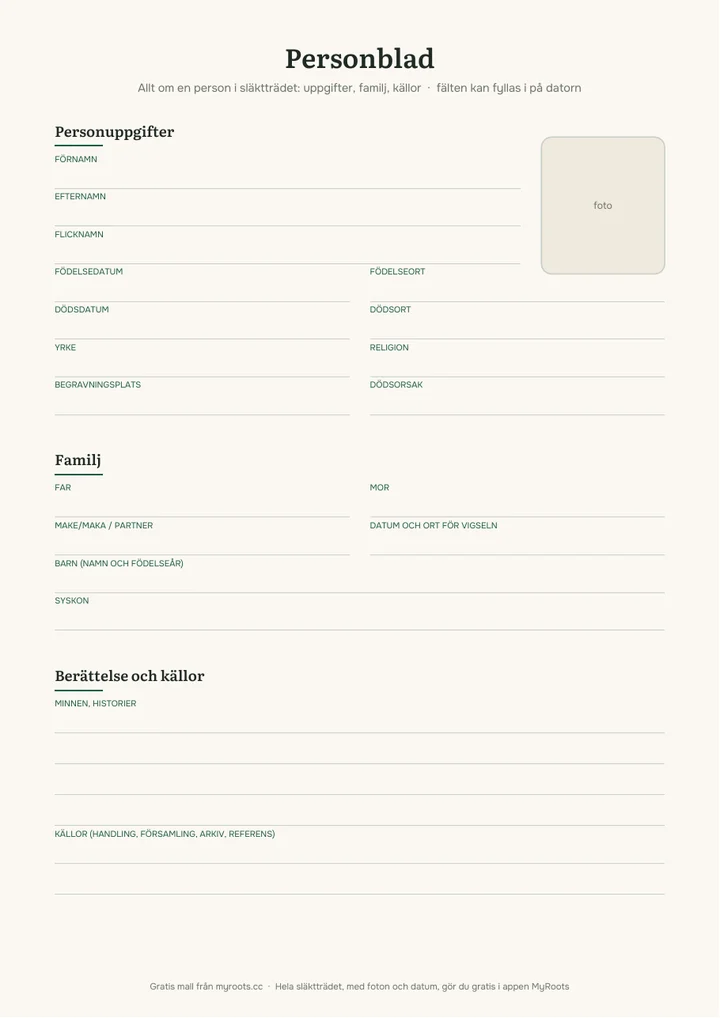 Personblad
Allt om en person i släktträdet: uppgifter, familj, källor · fälten kan fyllas i på datorn
Personuppgifter
FÖRNAMN
foto
EFTERNAMN
FLICKNAMN
FÖDELSEDATUM
FÖDELSEORT
DÖDSDATUM
DÖDSORT
YRKE
RELIGION
BEGRAVNINGSPLATS
DÖDSORSAK
Familj
FAR
MOR
MAKE/MAKA / PARTNER
DATUM OCH ORT FÖR VIGSELN
BARN (NAMN OCH FÖDELSEÅR)
SYSKON
Berättelse och källor
MINNEN, HISTORIER
KÄLLOR (HANDLING, FÖRSAMLING, ARKIV, REFERENS)
Gratis mall från myroots.cc · Hela släktträdet, med foton och datum, gör du gratis i appen MyRoots